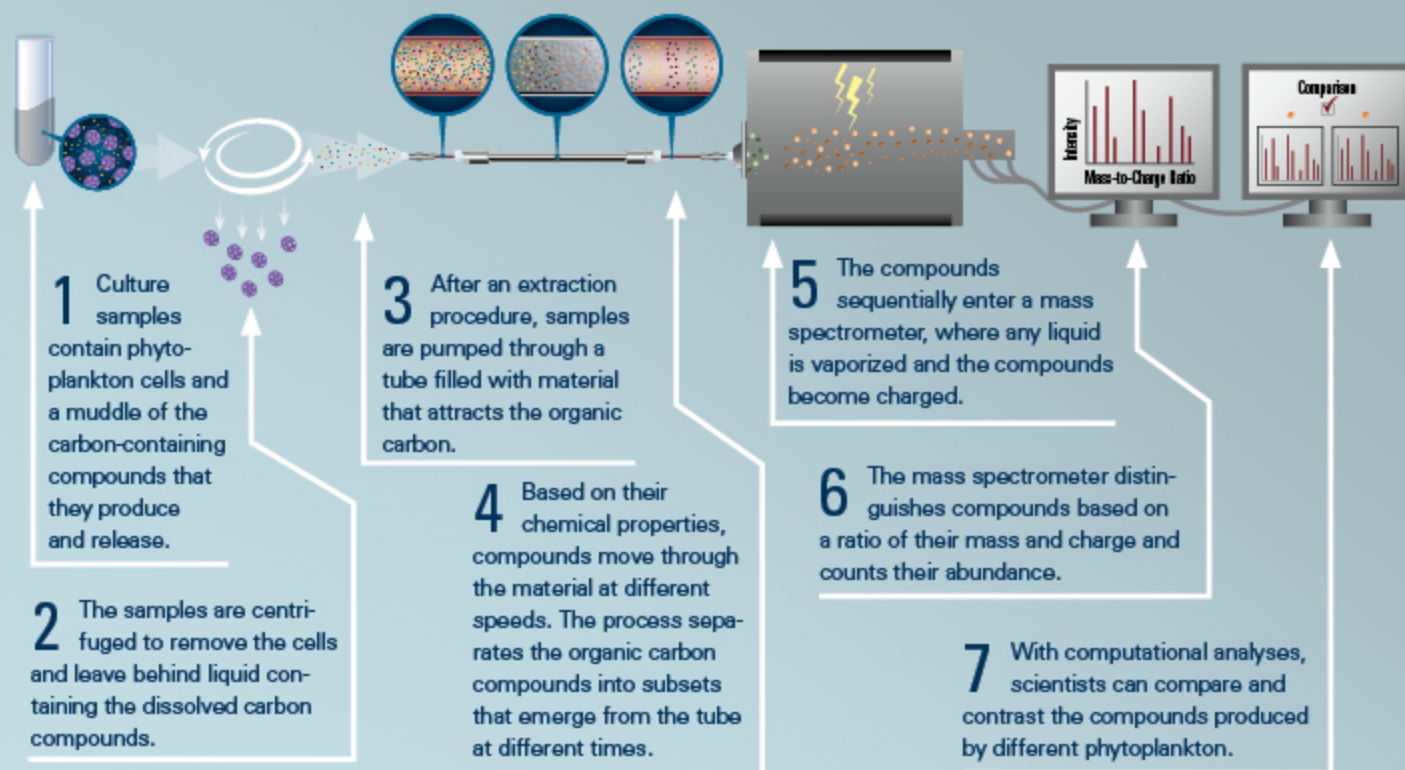 Intensity
Mass-to-Charge Ratio
Comparison
1 Culture
samples
contain phyto-
plankton cells and
a muddle of the
carbon-containing
compounds that
they produce
and release.
2 The samples are centri-
fuged to remove the cells
and leave behind liquid con-
taining the dissolved carbon
compounds.
3 After an extraction
procedure, samples
are pumped through a
tube filled with material
that attracts the organic
carbon.
4 Based on their
chemical properties,
compounds move through
the material at different
speeds. The process sepa-
rates the organic carbon
compounds into subsets
that emerge from the tube
at different times.
5 The compounds
sequentially enter a mass
spectrometer, where any liquid
is vaporized and the compounds
become charged.
6 The mass spectrometer distin-
guishes compounds based on
a ratio of their mass and charge and
counts their abundance.
7 With computational analyses,
scientists can compare and
contrast the compounds produced
by different phytoplankton.